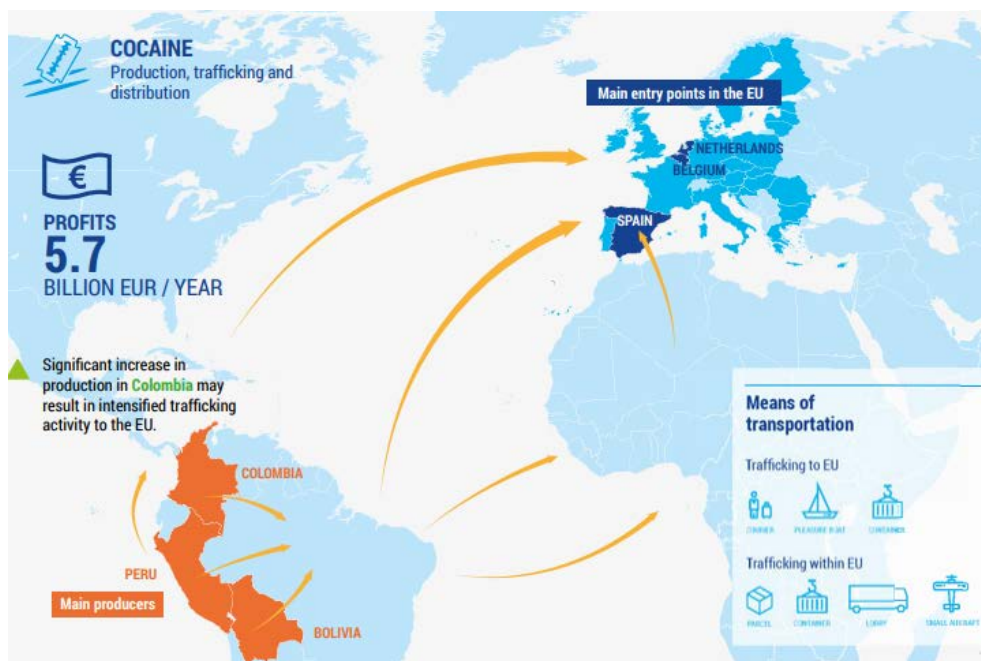 COCAINE
Production, trafficking and
distribution
€
PROFITS
5.7
BILLION EUR / YEAR
Significant increase in
production in Colombia may
result in intensified trafficking
activity to the EU.
Main entry points in the EU
NETHERLANDS
BELGIUM
SPAIN
COLOMBIA
PERU
Main producers
BOLIVIA
Means of
transportation
Trafficking to EU
COURIER
PLEASURE BOAT
CONTAINER
Trafficking within EU
PARCEL
CONTAINER
LORRY
SMALL AIRCRAFT